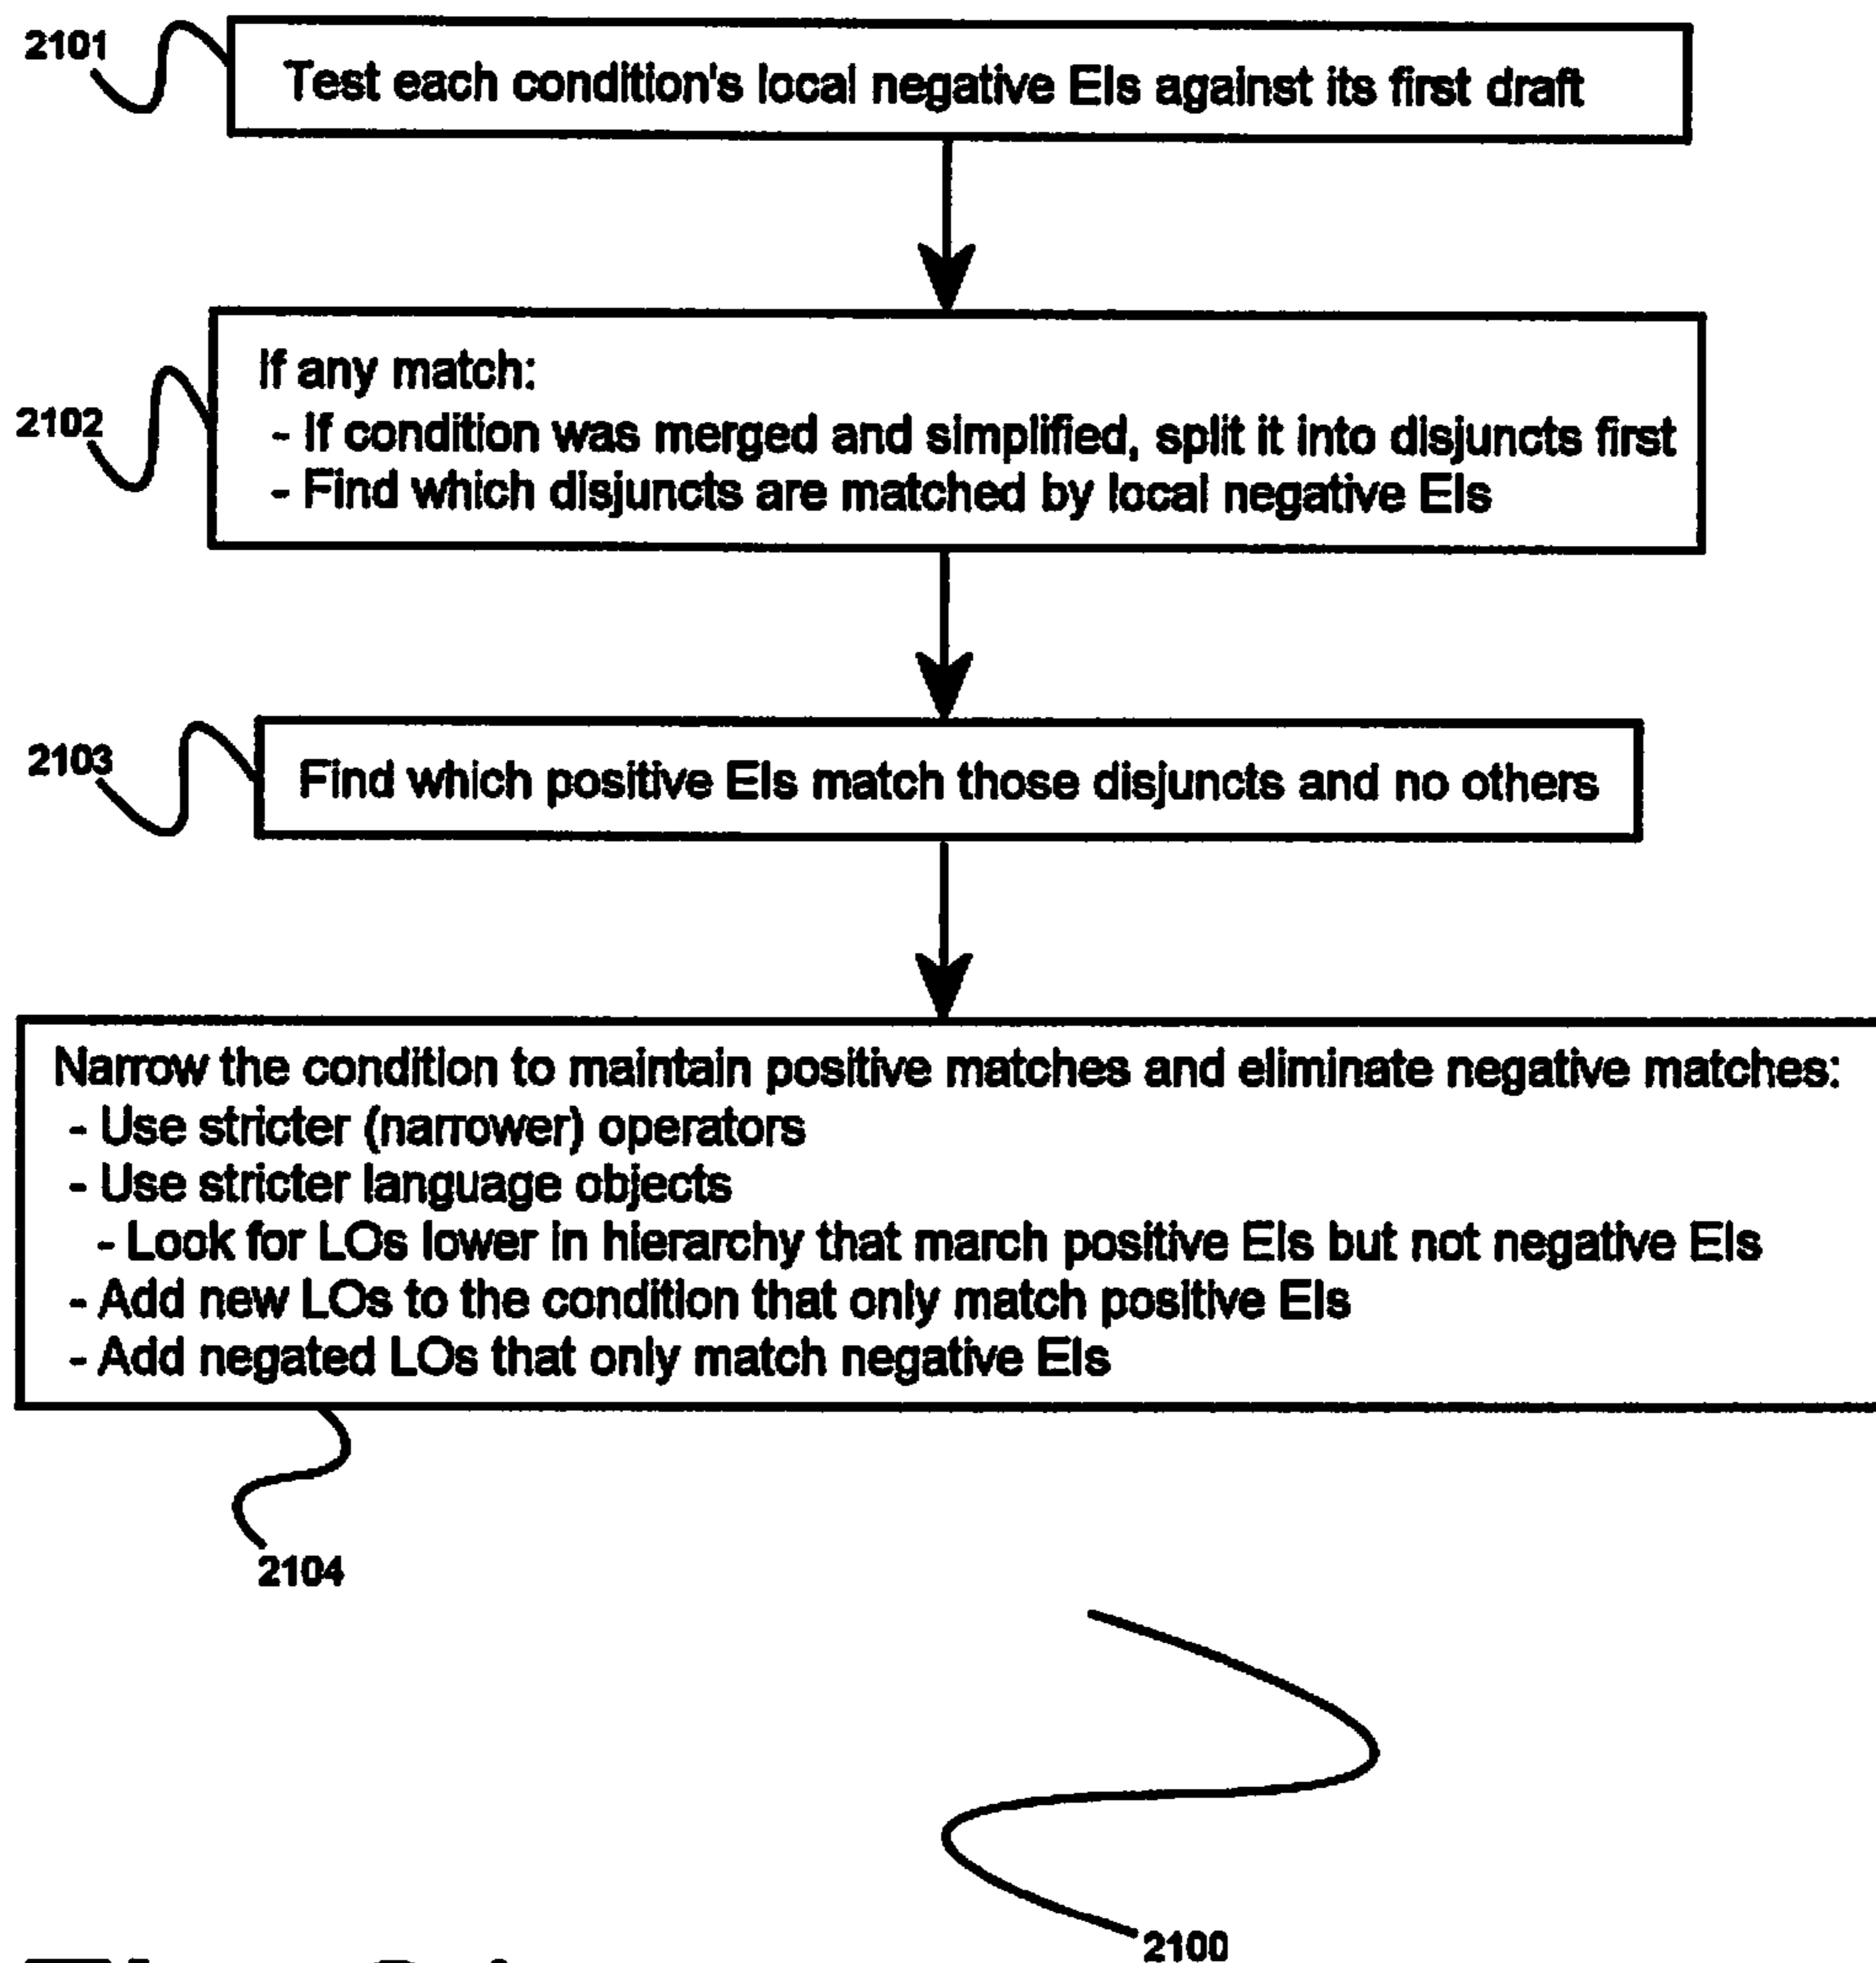 2101
Test each condition's local negative EIs against its first draft
2102
If any match:
- If condition was merged and simplified, split it into disjuncts first
- Find which disjuncts are matched by local negative EIs
2103
Find which positive EIs match those disjuncts and no others
Narrow the condition to maintain positive matches and eliminate negative matches:
- Use stricter (narrower) operators
- Use stricter language objects
- Look for LOs lower in hierarchy that march positive EIs but not negative EIs
- Add new LOs to the condition that only match positive EIs
- Add negated LOs that only match negative EIs
2104
2100